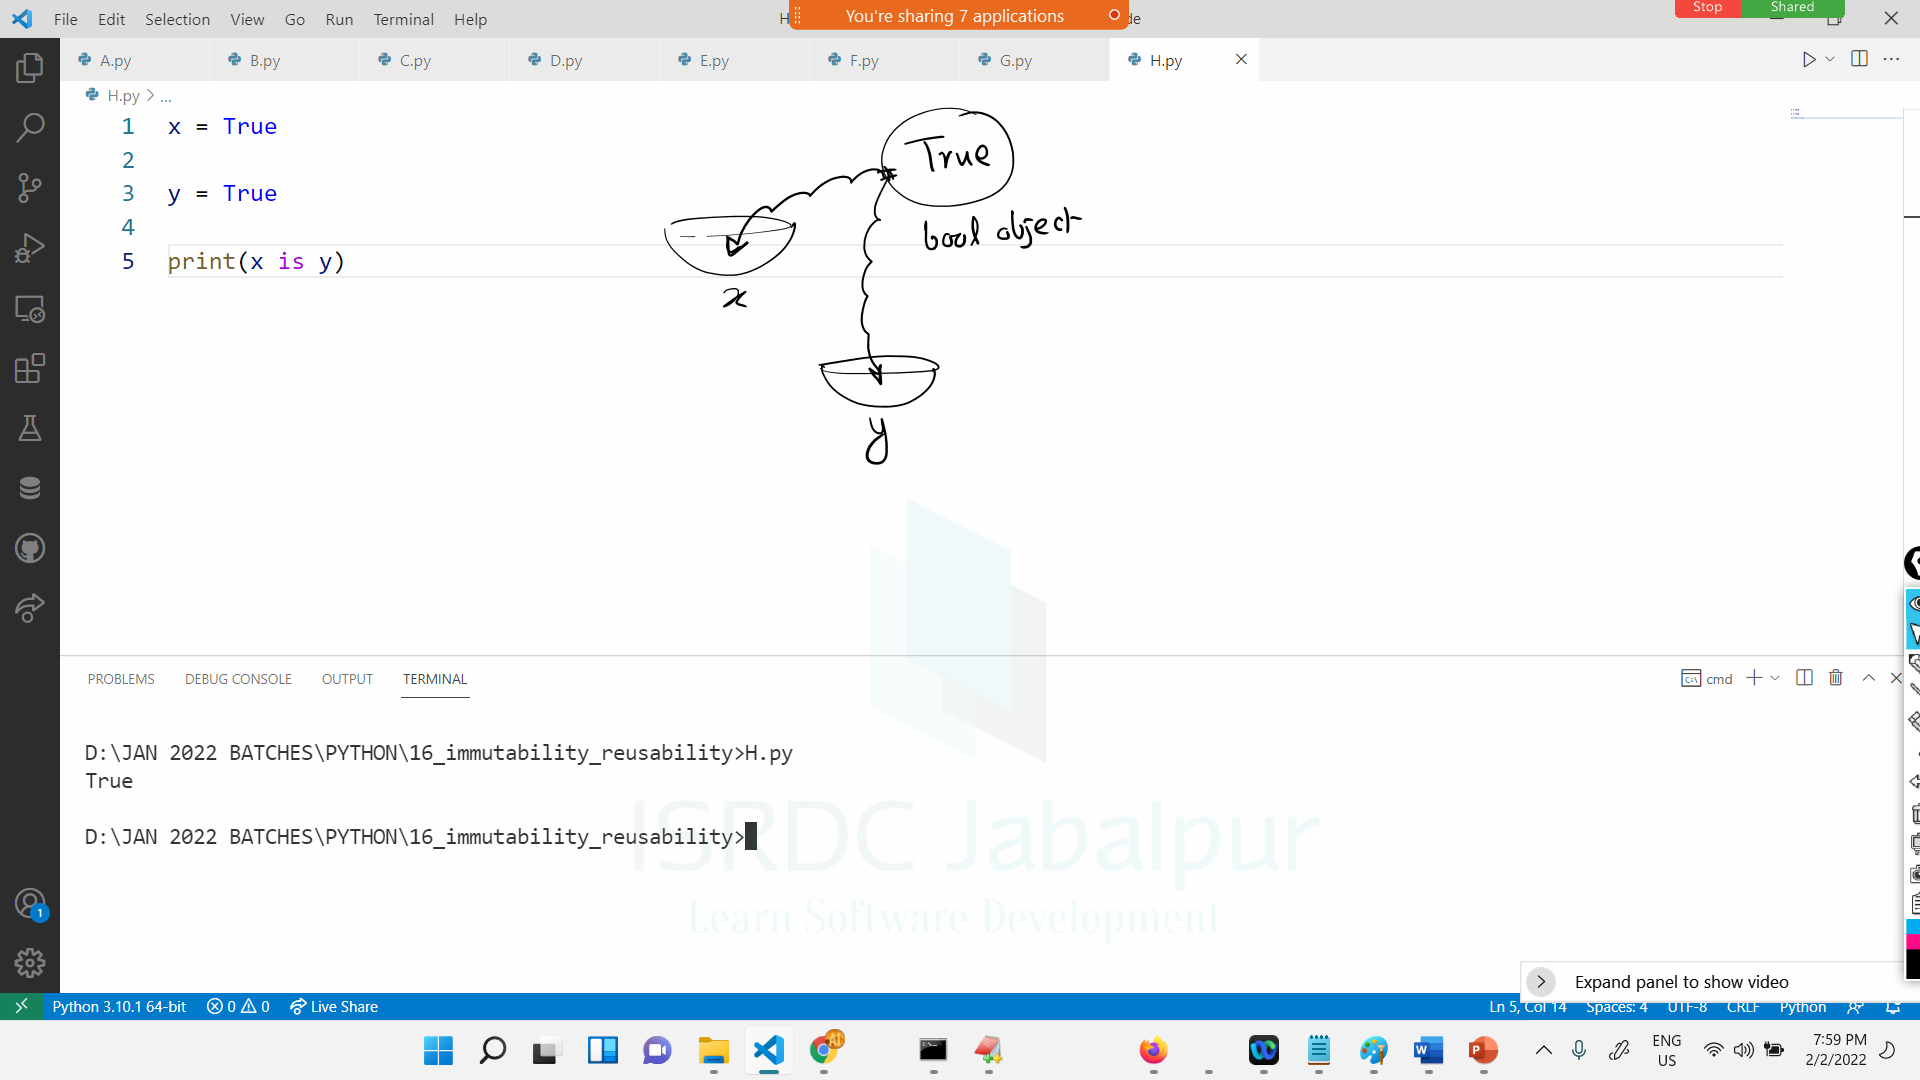 File Edit Selection View Go Run Terminal Help
You're sharing 7 applications
Stop Shared
A.py B.py C.py D.py E.py F.py G.py H.py
H.py > ...
1 x = True
2
3 y = True
4
5 print(x is y)
True
bool object
x
y
PROBLEMS DEBUG CONSOLE OUTPUT TERMINAL
cmd
D:\JAN 2022 BATCHES\PYTHON\16_immutability_reusability>H.py
True
D:\JAN 2022 BATCHES\PYTHON\16_immutability_reusability>
ISRDC Jabalpur
Learn Software Development
1
Expand panel to show video
Python 3.10.1 64-bit 0 0 Live Share
Ln 5, Col 14 Spaces: 4 UTF-8 CRLF Python
AI
ENG
US
7:59 PM
2/2/2022